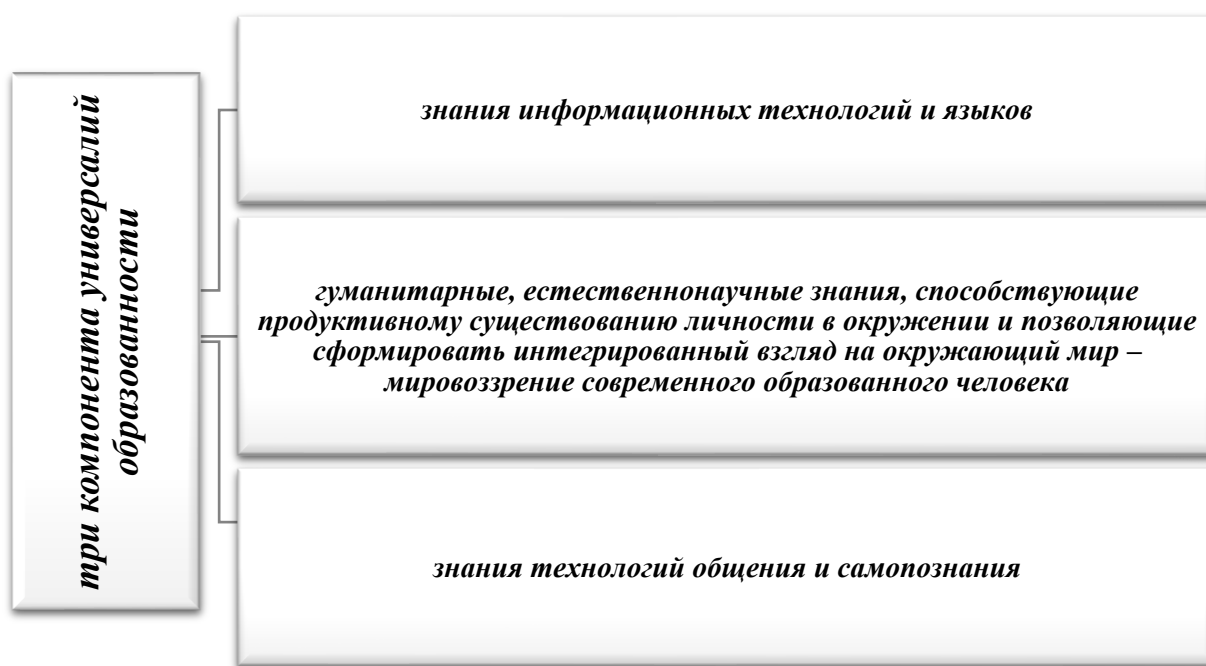 три компонента универсалий
образованности
знания информационных технологий и языков
гуманитарные, естественнонаучные знания, способствующие
продуктивному существованию личности в окружении и позволяющие
сформировать интегрированный взгляд на окружающий мир –
мировоззрение современного образованного человека
знания технологий общения и самопознания